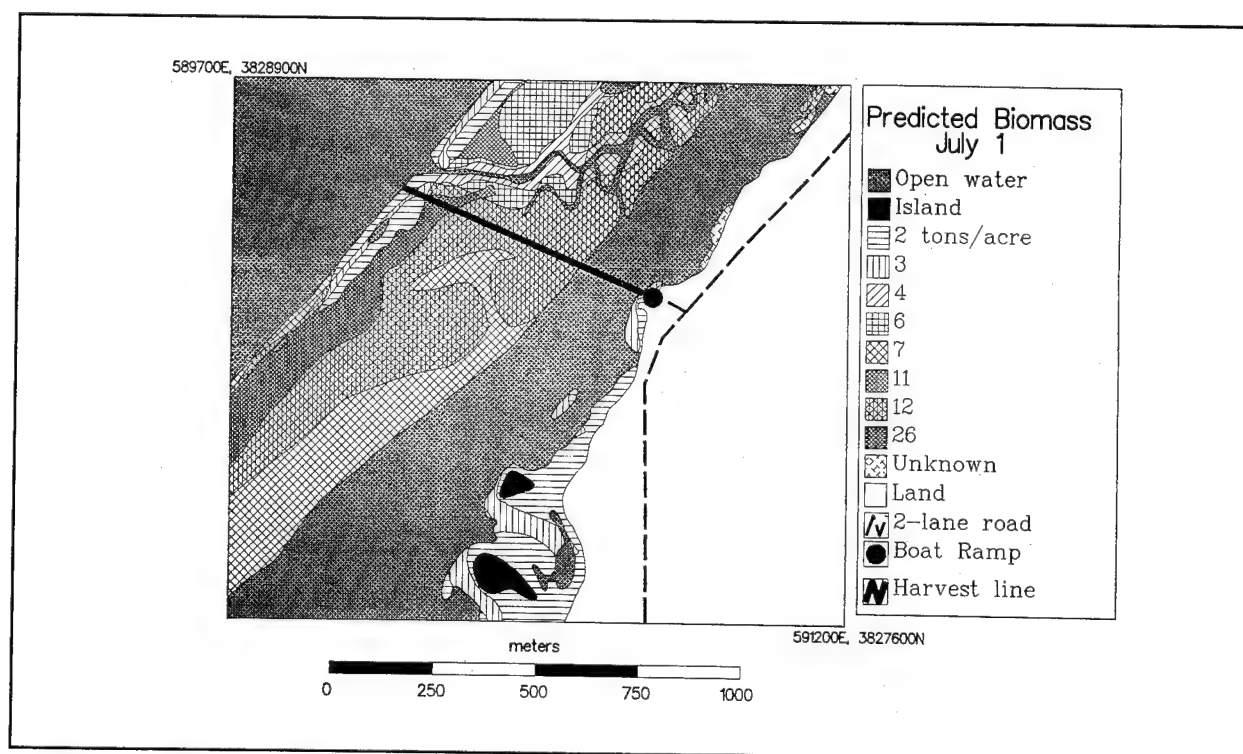 589700E, 3828900N
Predicted Biomass
July 1
Open water
Island
2 tons/acre
3
4
6
7
11
12
26
Unknown
Land
2-lane road
Boat Ramp
Harvest line
591200E, 3827600N
meters
0 250 500 750 1000